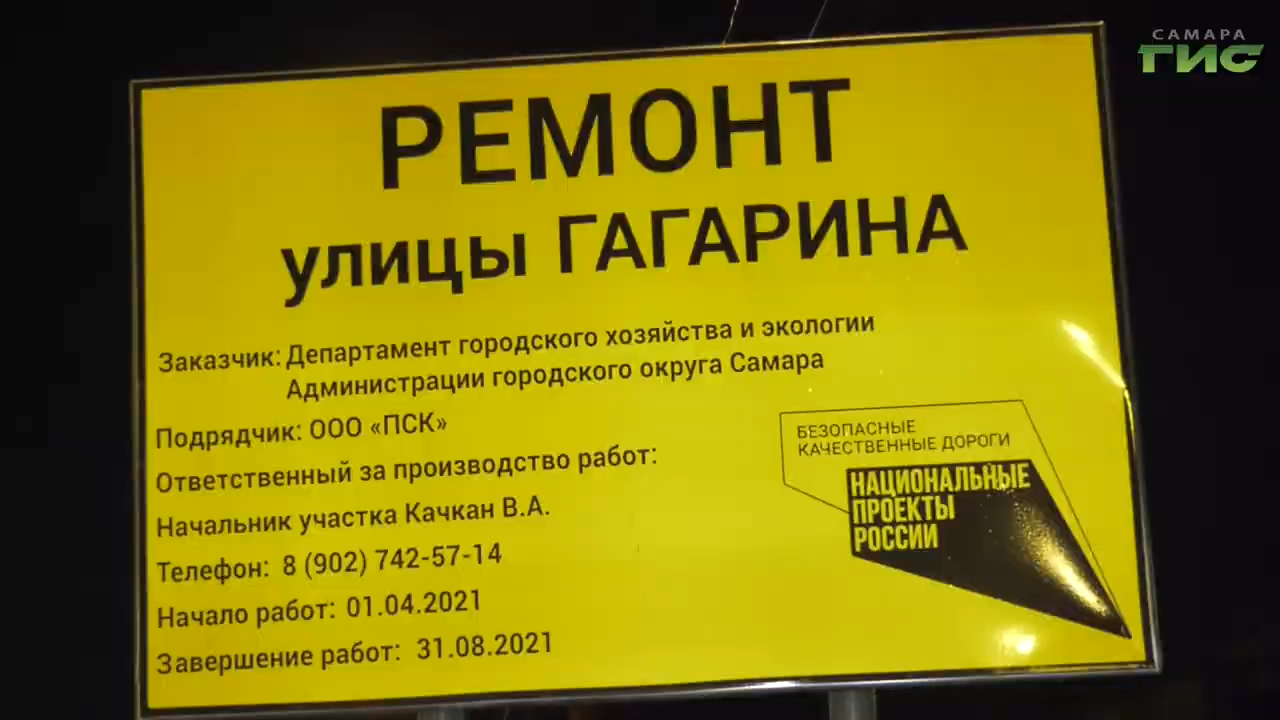 САМАРА
ГИС
РЕМОНТ
улицы ГАГАРИНА
Заказчик: Департамент городского хозяйства и экологии
Администрации городского округа Самара
Подрядчик: ООО «ПСК»
Ответственный за производство работ:
Начальник участка Качкан В.А.
Телефон: 8 (902) 742-57-14
Начало работ: 01.04.2021
Завершение работ: 31.08.2021
БЕЗОПАСНЫЕ
КАЧЕСТВЕННЫЕ ДОРОГИ
НАЦИОНАЛЬНЫЕ
ПРОЕКТЫ
РОССИИ